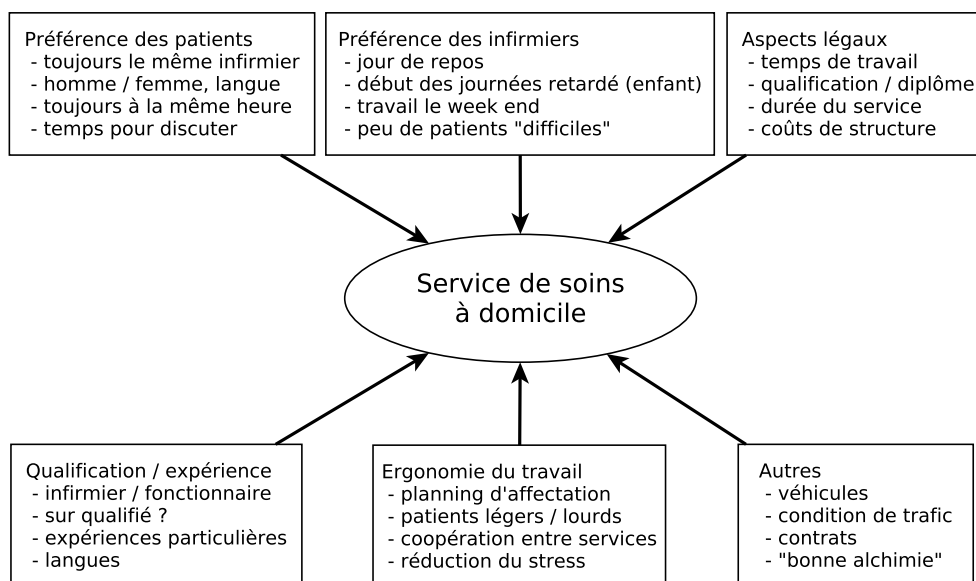 Préférence des patients
- toujours le même infirmier
- homme / femme, langue
- toujours à la même heure
- temps pour discuter
Préférence des infirmiers
- jour de repos
- début des journées retardé (enfant)
- travail le week end
- peu de patients "difficiles"
Aspects légaux
- temps de travail
- qualification / diplôme
- durée du service
- coûts de structure
Service de soins
à domicile
Qualification / expérience
- infirmier / fonctionnaire
- sur qualifié ?
- expériences particulières
- langues
Ergonomie du travail
- planning d'affectation
- patients légers / lourds
- coopération entre services
- réduction du stress
Autres
- véhicules
- condition de trafic
- contrats
- "bonne alchimie"